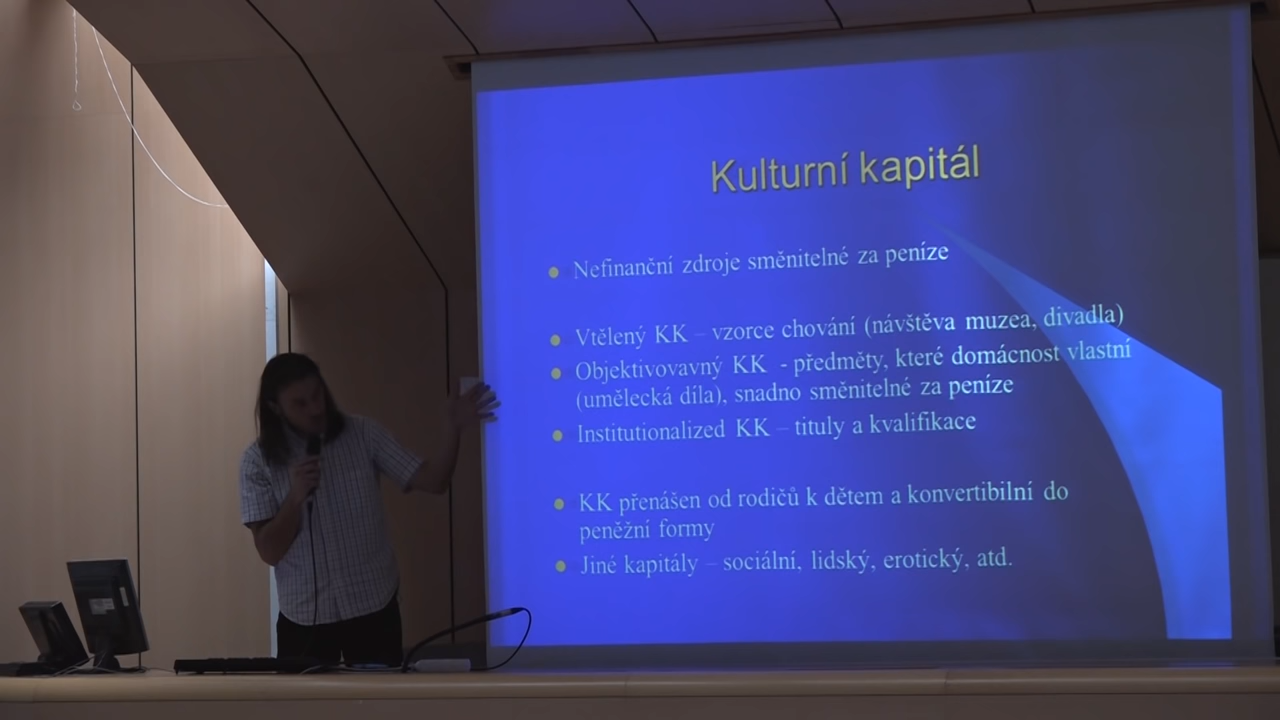 Kulturní kapitál
Nefinanční zdroje směnitelné za peníze
Vtělený KK – vzorce chování (návštěva muzea, divadla)
Objektivovavný KK - předměty, které domácnost vlastní
(umělecká díla), snadno směnitelné za peníze
Institutionalized KK – tituly a kvalifikace
KK přenášen od rodičů k dětem a konvertibilní do
peněžní formy
Jiné kapitály – sociální, lidský, erotický, atd.